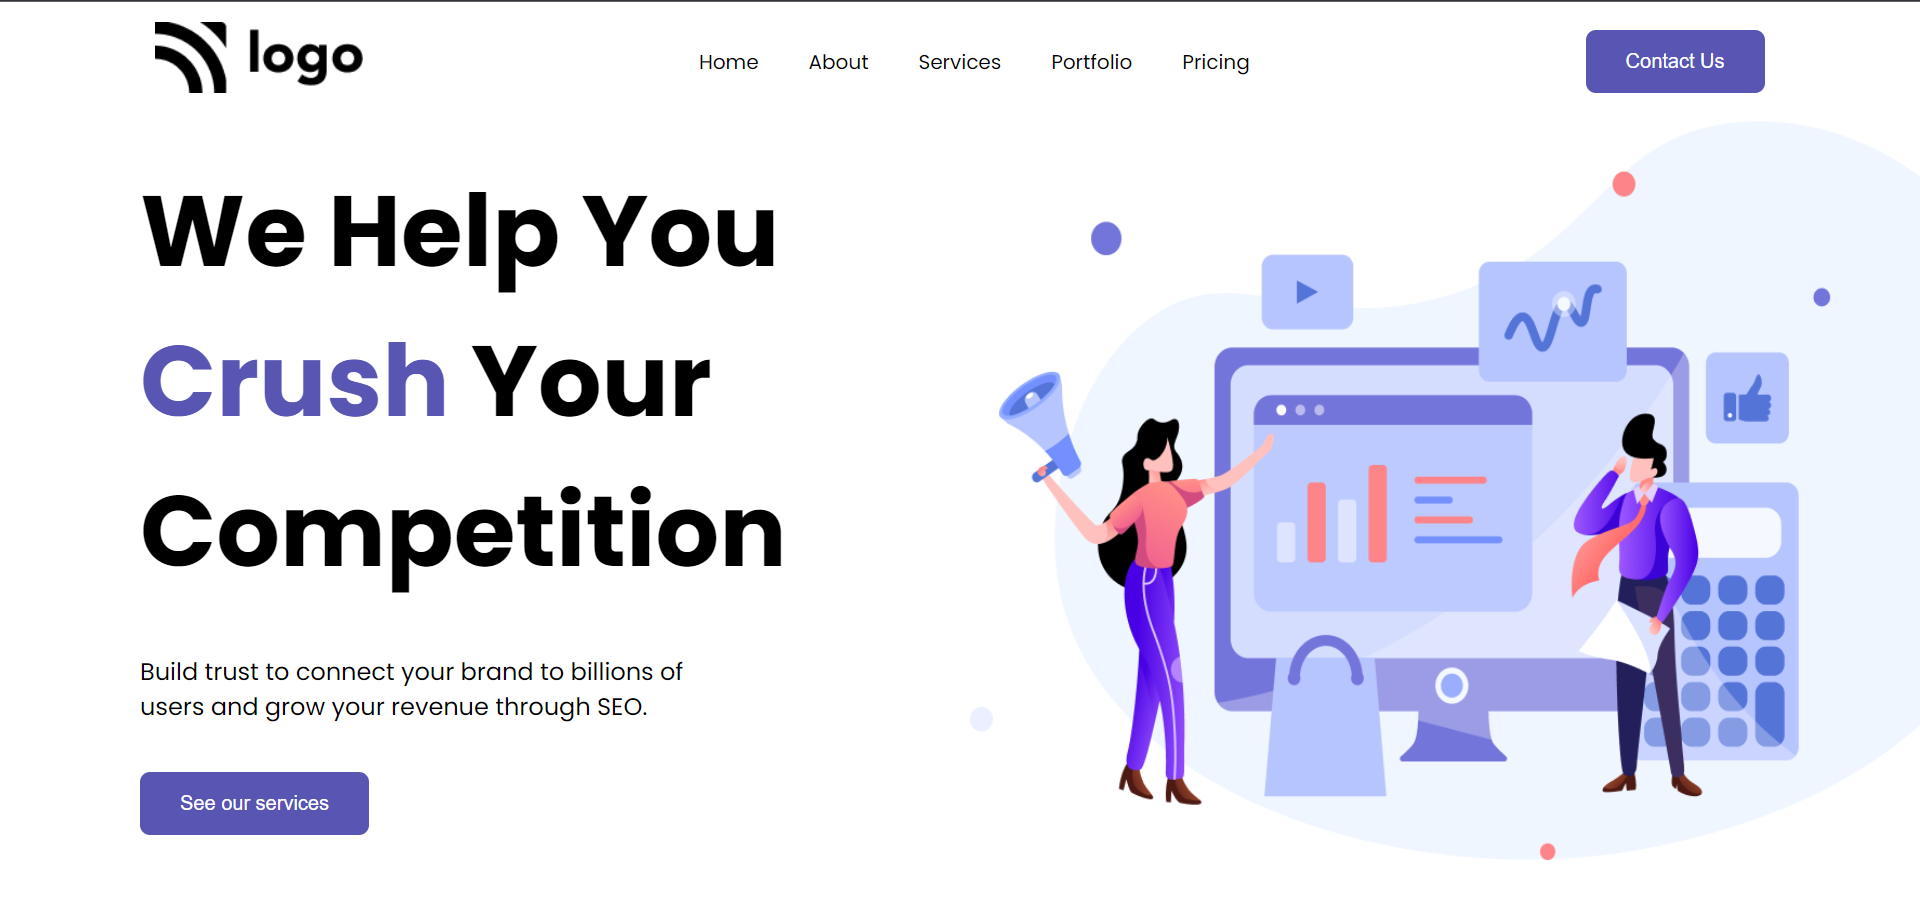 logo
Home About Services Portfolio Pricing
Contact Us
We Help You
Crush Your
Competition
Build trust to connect your brand to billions of
users and grow your revenue through SEO.
See our services